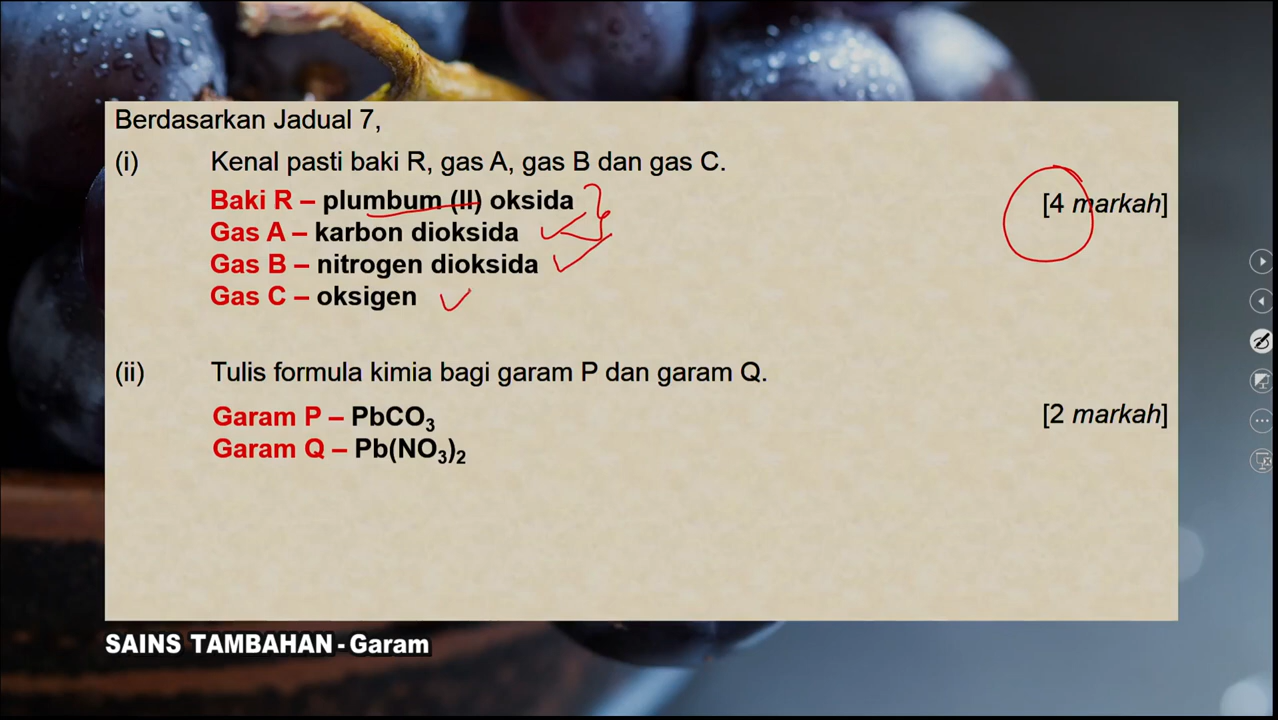 Berdasarkan Jadual 7,
(i) Kenal pasti baki R, gas A, gas B dan gas C.
Baki R – plumbum (II) oksida
[4 markah]
Gas A – karbon dioksida
Gas B – nitrogen dioksida
Gas C – oksigen
(ii) Tulis formula kimia bagi garam P dan garam Q.
Garam P – PbCO₃
[2 markah]
Garam Q – Pb(NO₃)₂
SAINS TAMBAHAN - Garam